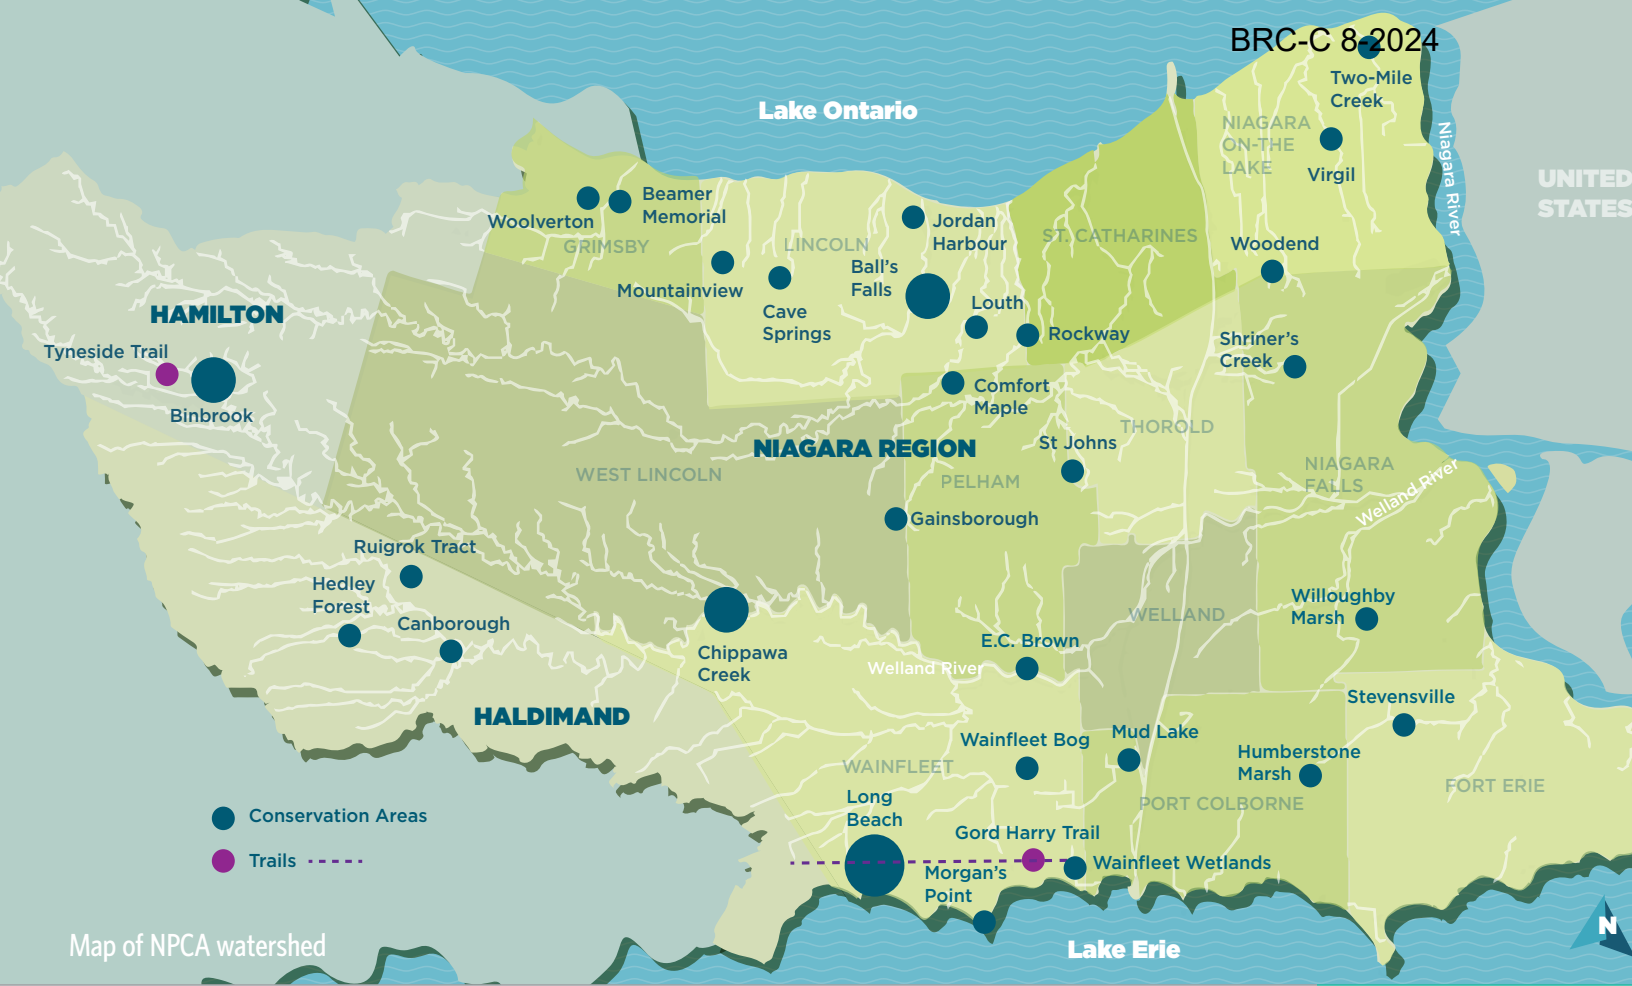 BRC-C 8-2024
Two-Mile
Creek
Lake Ontario
NIAGARA
ON-THE
LAKE
Virgil
Niagara River
UNITED
STATES
Woolverton
Beamer
Memorial
GRIMSBY
Mountainview
LINCOLN
Cave
Springs
Jordan
Harbour
Ball's
Falls
Louth
Rockway
ST. CATHARINES
Woodend
Shriner's
Creek
HAMILTON
Tyneside Trail
Binbrook
Comfort
Maple
THOROLD
St Johns
NIAGARA REGION
WEST LINCOLN
PELHAM
Gainsborough
NIAGARA
FALLS
Welland River
Ruigrok Tract
Hedley
Forest
Canborough
Chippawa
Creek
Welland River
E.C. Brown
WELLAND
Willoughby
Marsh
HALDIMAND
Stevensville
Wainfleet Bog
Mud Lake
Humberstone
Marsh
WAINFLEET
PORT COLBORNE
FORT ERIE
Long
Beach
Gord Harry Trail
Wainfleet Wetlands
Morgan's
Point
Conservation Areas
Trails
Map of NPCA watershed
Lake Erie
N